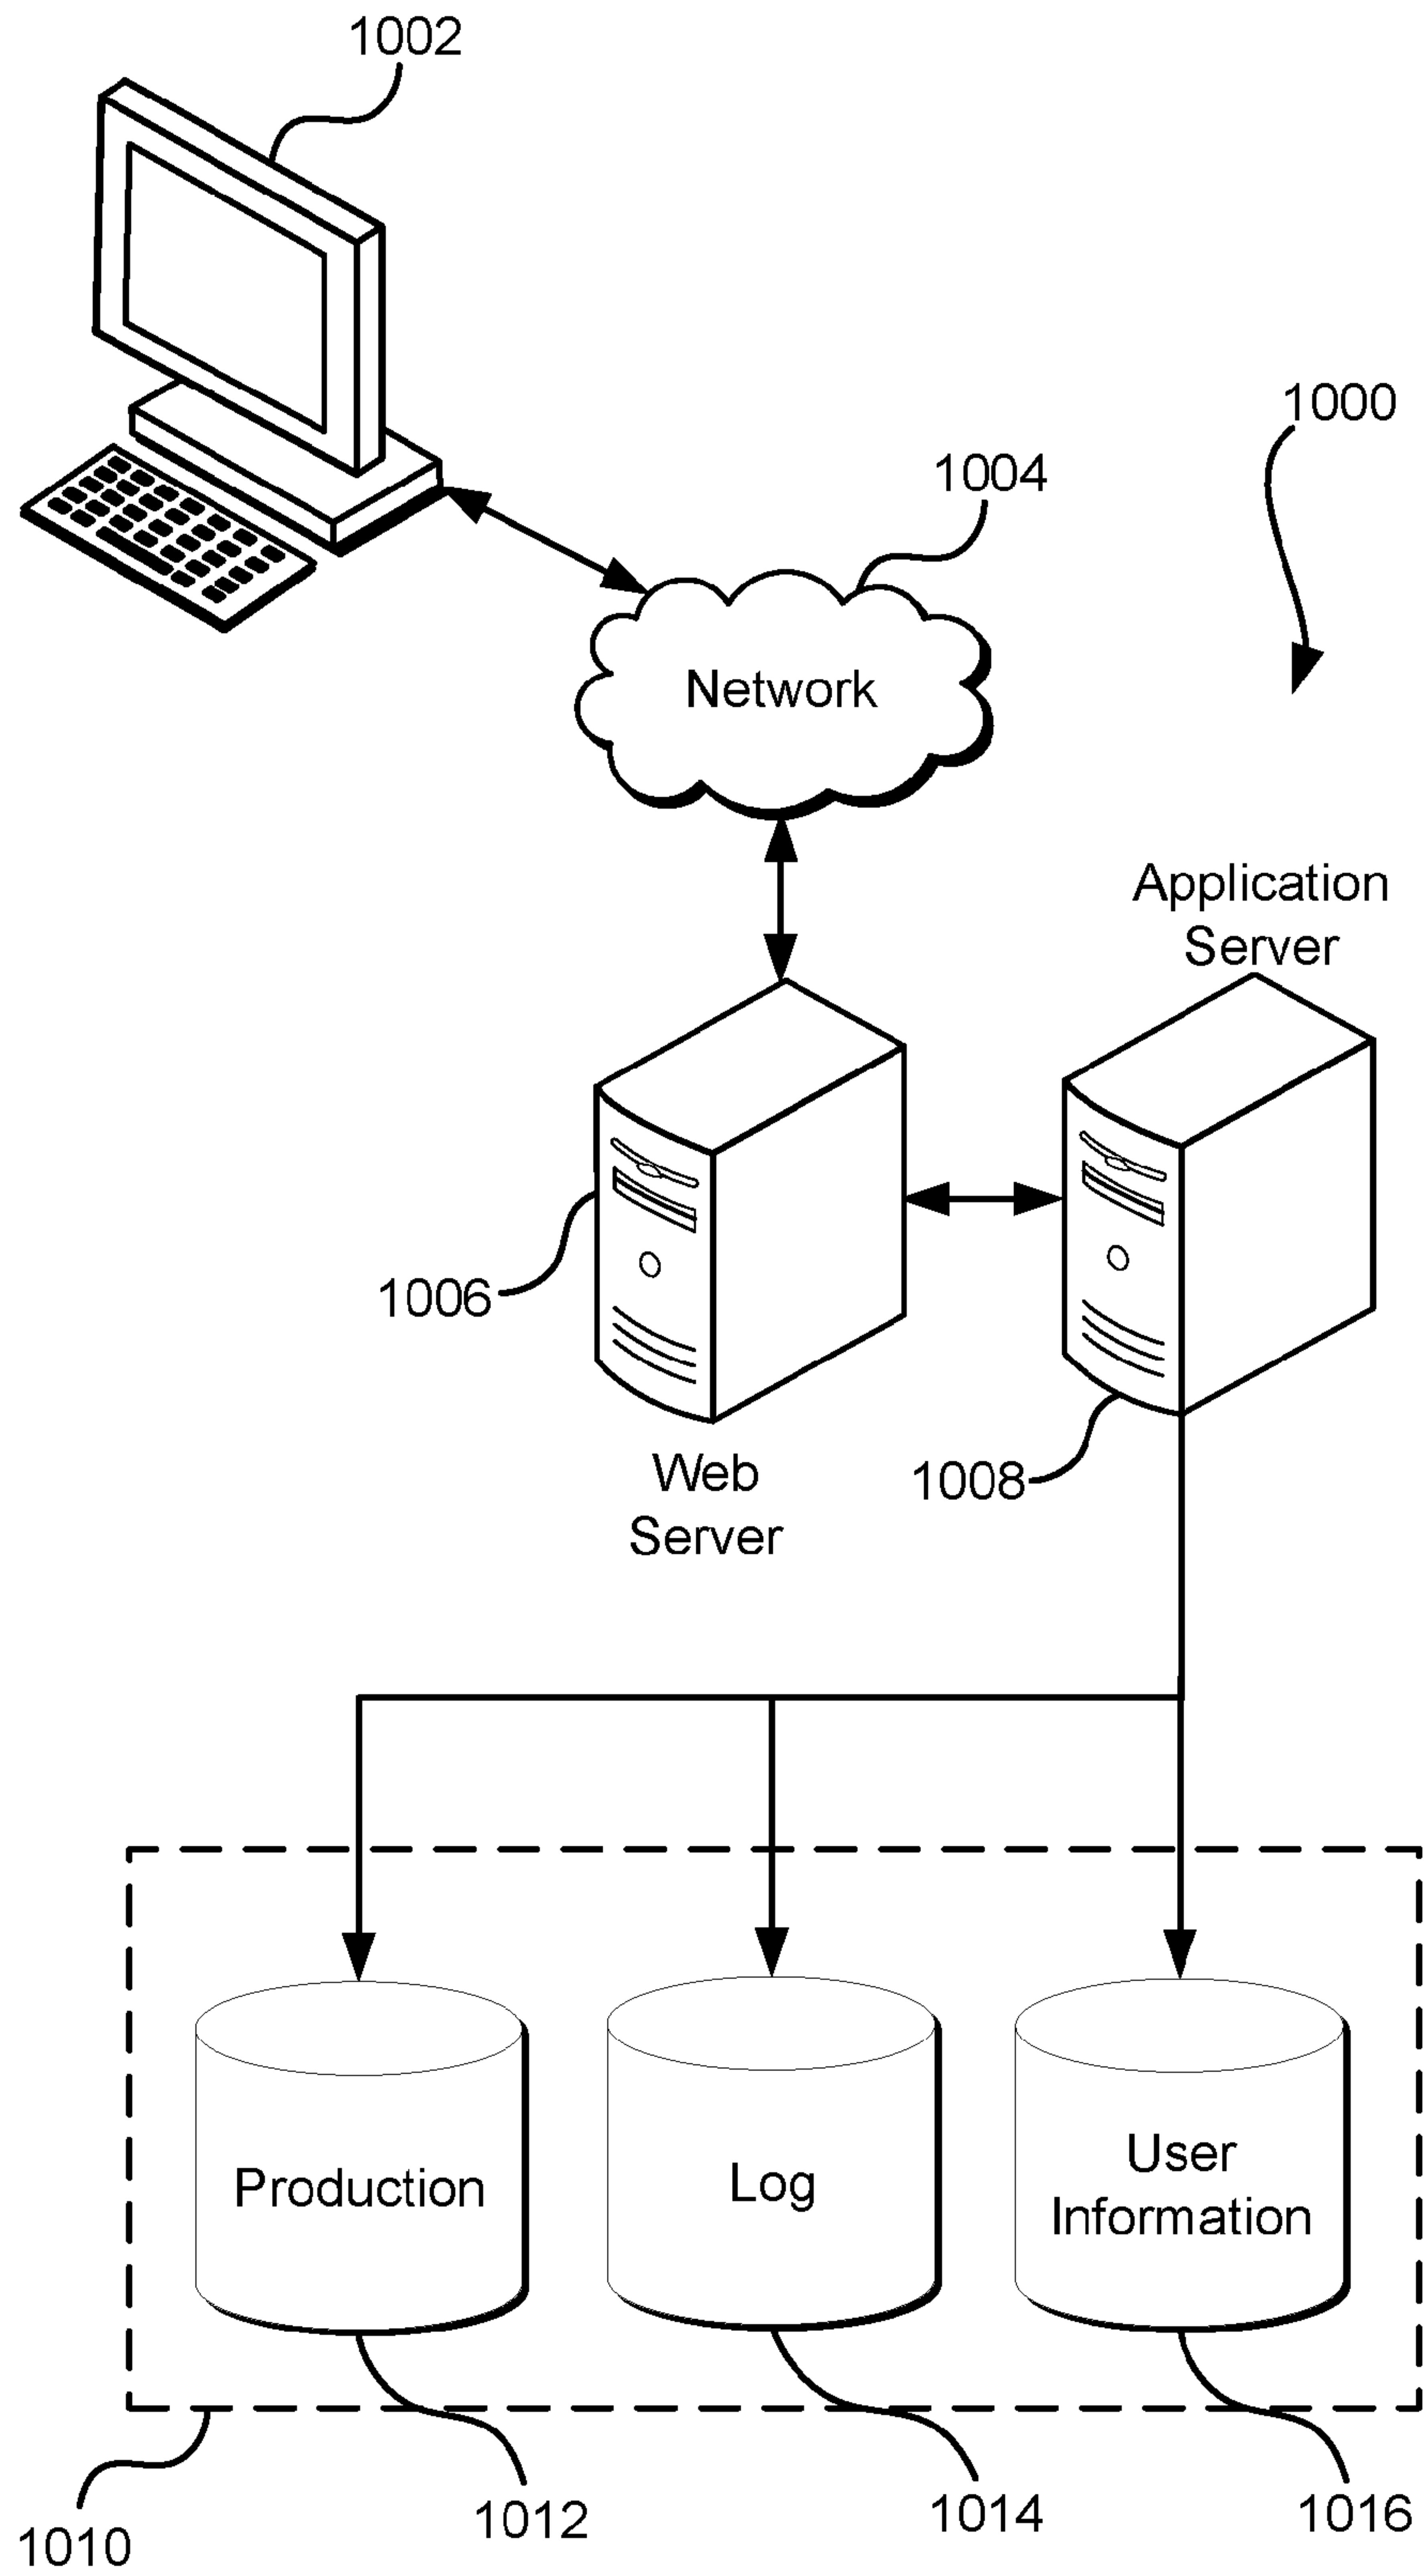 1002
1000
1004
Network
Application
Server
1006
Web
Server
1008
Production
Log
User
Information
1010
1012
1014
1016